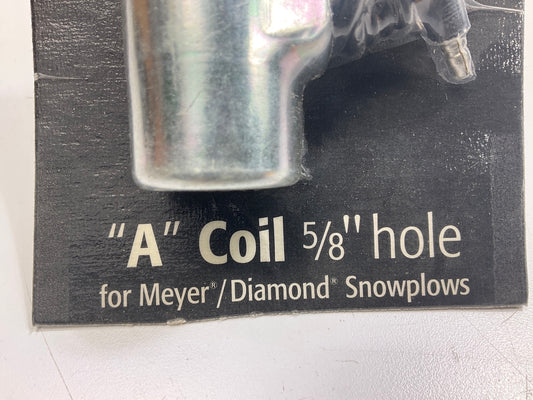 "A" Coil 5/8" hole
for Meyer®/Diamond® Snowplows